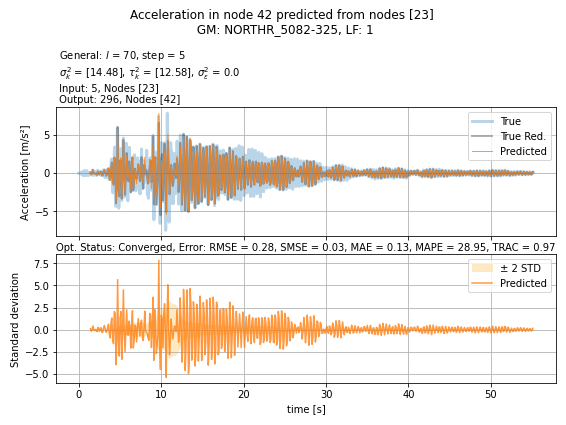 Acceleration in node 42 predicted from nodes [23]
GM: NORTHR_5082-325, LF: 1
General: l = 70, step = 5
σ²ₖ = [14.48], τ²ₖ = [12.58], σ²ε = 0.0
Input: 5, Nodes [23]
Output: 296, Nodes [42]
True
True Red.
Predicted
5
0
−5
Acceleration [m/s²]
Opt. Status: Converged, Error: RMSE = 0.28, SMSE = 0.03, MAE = 0.13, MAPE = 28.95, TRAC = 0.97
± 2 STD
Predicted
7.5
5.0
2.5
0.0
−2.5
−5.0
Standard deviation
0 10 20 30 40 50
time [s]